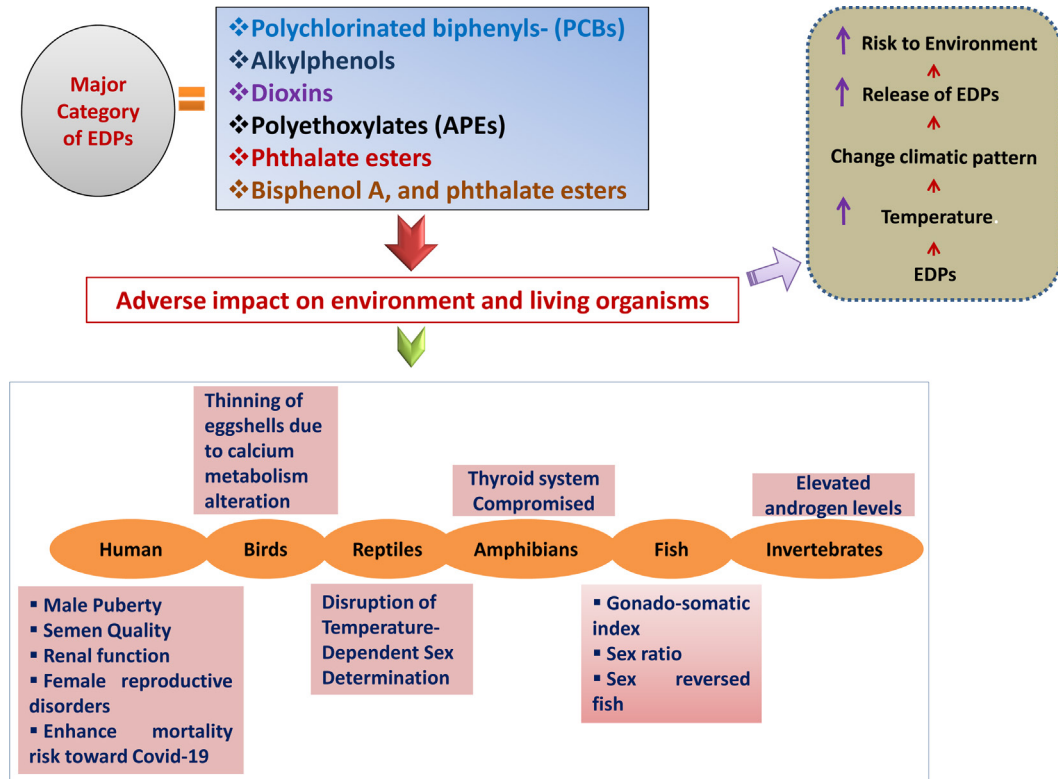 Major
Category
of EDPs
❖Polychlorinated biphenyls- (PCBs)
❖Alkylphenols
❖Dioxins
❖Polyethoxylates (APEs)
❖Phthalate esters
❖Bisphenol A, and phthalate esters
Risk to Environment
Release of EDPs
Change climatic pattern
Temperature.
EDPs
Adverse impact on environment and living organisms
Thinning of
eggshells due
to calcium
metabolism
alteration
Thyroid system
Compromised
Elevated
androgen levels
Human
Birds
Reptiles
Amphibians
Fish
Invertebrates
▪ Male Puberty
▪ Semen Quality
▪ Renal function
▪ Female reproductive
disorders
▪ Enhance mortality
risk toward Covid-19
Disruption of
Temperature-
Dependent Sex
Determination
▪ Gonado-somatic
index
▪ Sex ratio
▪ Sex reversed
fish